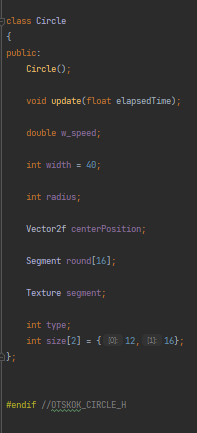 class Circle
{
public:
Circle();
void update(float elapsedTime);
double w_speed;
int width = 40;
int radius;
Vector2f centerPosition;
Segment round[16];
Texture segment;
int type;
int size[2] = {[0]: 12, [1]: 16};
};
#endif //OTSKOK_CIRCLE_H